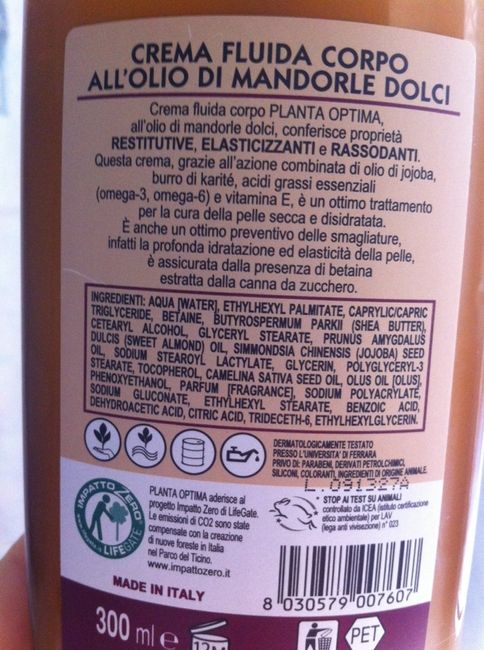 CREMA FLUIDA CORPO
ALL'OLIO DI MANDORLE DOLCI
Crema fluida corpo PLANTA OPTIMA,
all'olio di mandorle dolci, conferisce proprietà
RESTITUTIVE, ELASTICIZZANTI e RASSODANTI.
Questa crema, grazie all'azione combinata di olio di jojoba,
burro di karité, acidi grassi essenziali
(omega-3, omega-6) e vitamina E, è un ottimo trattamento
per la cura della pelle secca e disidratata.
È anche un ottimo preventivo delle smagliature,
infatti la profonda idratazione ed elasticità della pelle,
è assicurata dalla presenza di betaina
estratta dalla canna da zucchero.
INGREDIENTI: AQUA [WATER], ETHYLHEXYL PALMITATE, CAPRYLIC/CAPRIC
TRIGLYCERIDE, BETAINE, BUTYROSPERMUM PARKII (SHEA BUTTER),
CETEARYL ALCOHOL, GLYCERYL STEARATE, PRUNUS AMYGDALUS
DULCIS (SWEET ALMOND) OIL, SIMMONDSIA CHINENSIS (JOJOBA) SEED
OIL, SODIUM STEAROYL LACTYLATE, GLYCERIN, POLYGLYCERYL-3
STEARATE, TOCOPHEROL, CAMELINA SATIVA SEED OIL, OLUS OIL [OLUS],
PHENOXYETHANOL, PARFUM [FRAGRANCE], SODIUM POLYACRYLATE,
SODIUM GLUCONATE, ETHYLHEXYL STEARATE, BENZOIC ACID,
DEHYDROACETIC ACID, CITRIC ACID, TRIDECETH-6, ETHYLHEXYLGLYCERIN.
DERMATOLOGICAMENTE TESTATO
PRESSO L'UNIVERSITA' DI FERRARA
PRIVO DI: PARABENI, DERIVATI PETROLCHIMICI,
SILICONI, COLORANTI, INGREDIENTI DI ORIGINE ANIMALE.
L. 091327A
IMPATTO ZERO
LIFEGATE
PLANTA OPTIMA aderisce al
progetto Impatto Zero di LifeGate.
Le emissioni di CO2 sono state
compensate con la creazione
di nuove foreste in Italia
nel Parco del Ticino.
www.impattozero.it
STOP AI TEST SU ANIMALI
controllato da ICEA (istituto certificazione
etico ambientale) per LAV
(lega anti vivisezione) n° 023
MADE IN ITALY
8 030579 007607
300 ml e
12M
PET